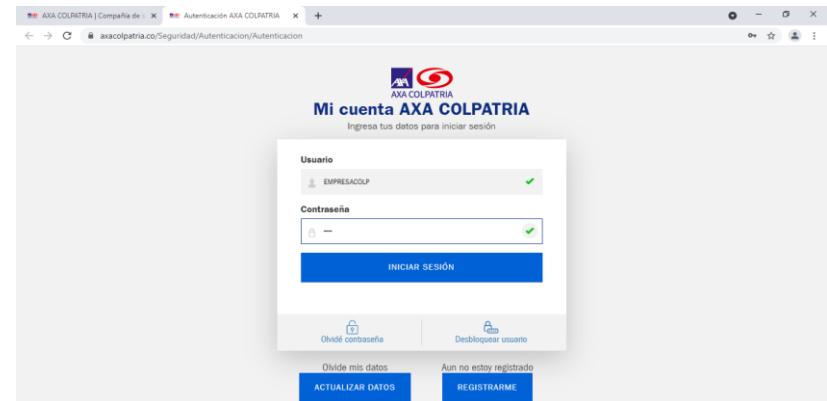 AXA COLPATRIA | Compañía de s
Autenticación AXA COLPATRIA
axacolpatria.co/Seguridad/Autenticacion/Autenticacion
AXA
AXA COLPATRIA
Mi cuenta AXA COLPATRIA
Ingresa tus datos para iniciar sesión
Usuario
EMPRESACOLP
Contraseña
INICIAR SESIÓN
Olvidé contraseña
Desbloquear usuario
Olvide mis datos
Aun no estoy registrado
ACTUALIZAR DATOS
REGISTRARME